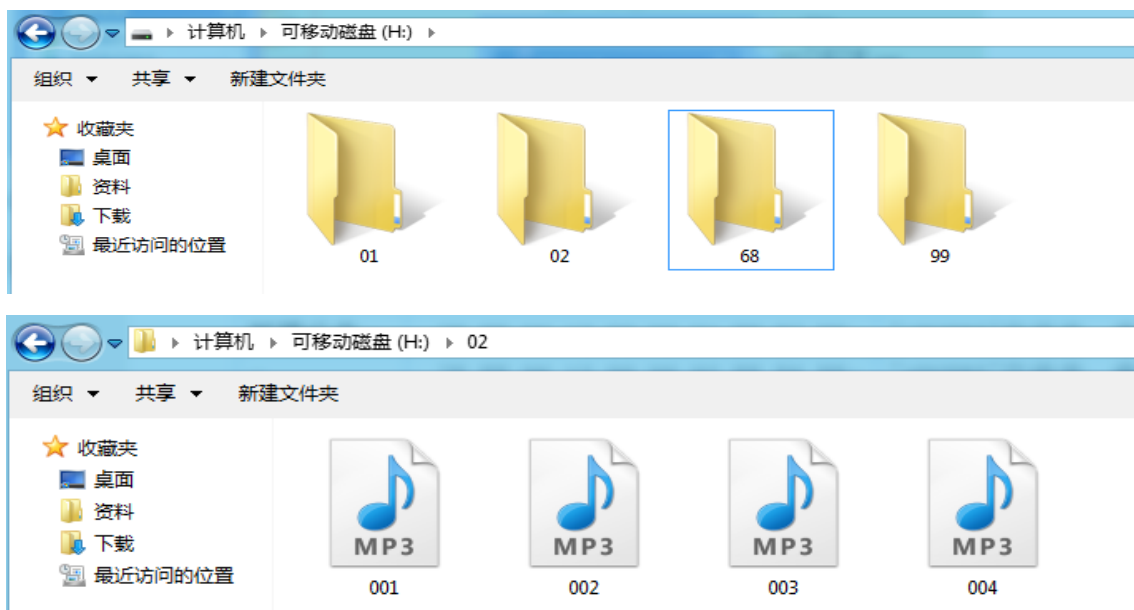 计算机 可移动磁盘 (H:)
组织 共享 新建文件夹
收藏夹
桌面
资料
下载
最近访问的位置
01 02 68 99
计算机 可移动磁盘 (H:) 02
组织 共享 新建文件夹
收藏夹
桌面
资料
下载
最近访问的位置
MP3 MP3 MP3 MP3
001 002 003 004